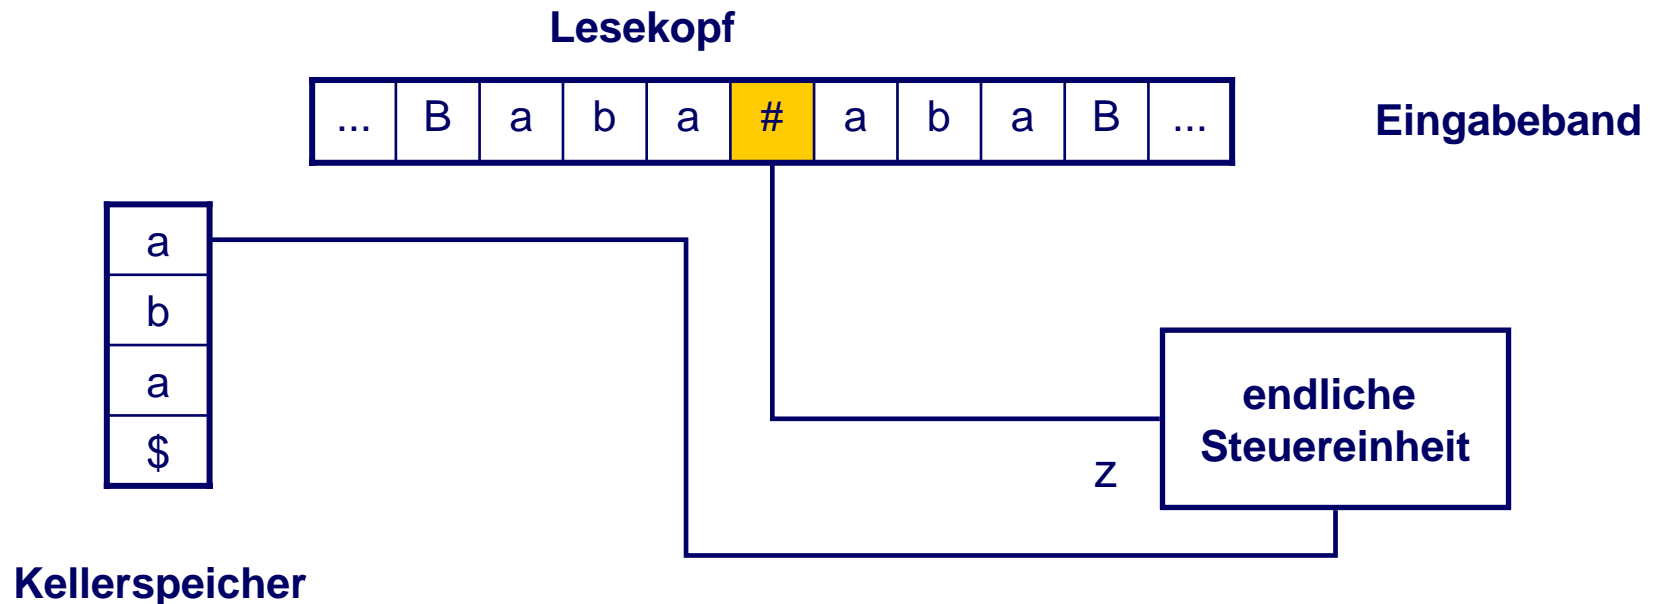 Lesekopf
... B a b a # a b a B ...
Eingabeband
a
b
a
$
endliche
Steuereinheit
z
Kellerspeicher